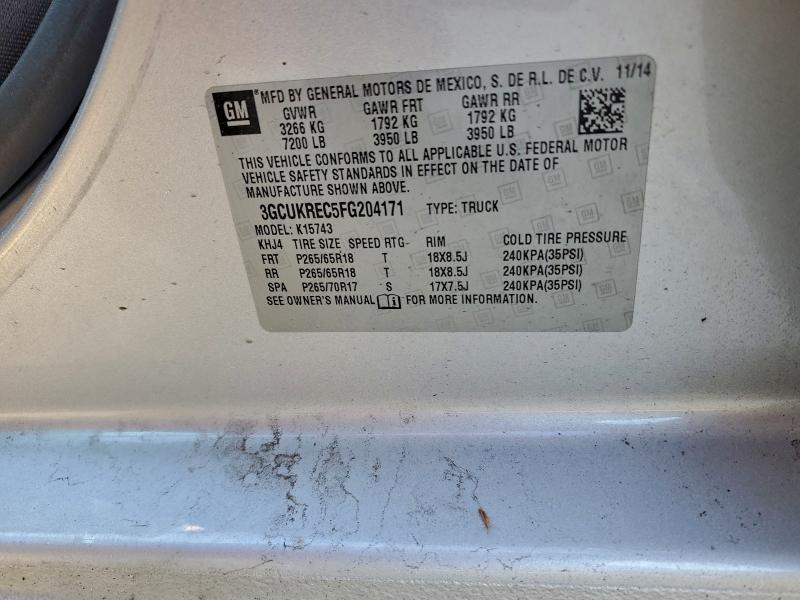 GM ® MFD BY GENERAL MOTORS DE MEXICO, S. DE R.L. DE C.V. 11/14
GVWR GAWR FRT GAWR RR
3266 KG 1792 KG 1792 KG
7200 LB 3950 LB 3950 LB
THIS VEHICLE CONFORMS TO ALL APPLICABLE U.S. FEDERAL MOTOR
VEHICLE SAFETY STANDARDS IN EFFECT ON THE DATE OF
MANUFACTURE SHOWN ABOVE.
3GCUKREC5FG204171 TYPE: TRUCK
MODEL: K15743
KHJ4 TIRE SIZE SPEED RTG- RIM COLD TIRE PRESSURE
FRT P265/65R18 T 18X8.5J 240KPA(35PSI)
RR P265/65R18 T 18X8.5J 240KPA(35PSI)
SPA P265/70R17 S 17X7.5J 240KPA(35PSI)
SEE OWNER'S MANUAL FOR MORE INFORMATION.